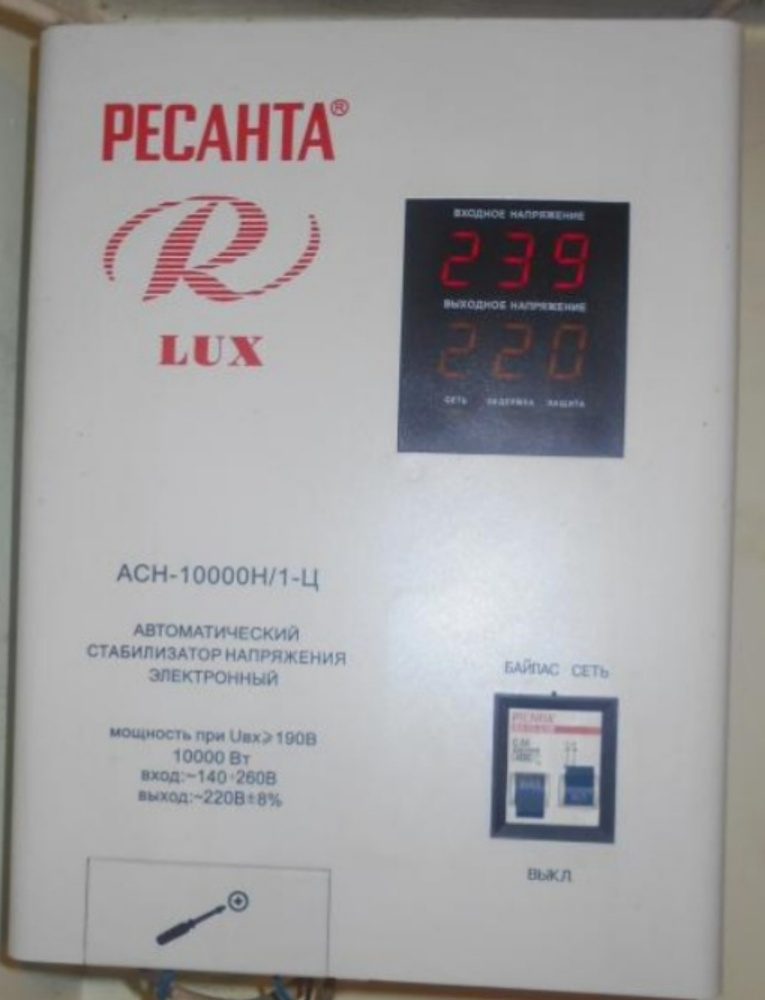 РЕСАНТА®
R
LUX
ВХОДНОЕ НАПРЯЖЕНИЕ
239
ВЫХОДНОЕ НАПРЯЖЕНИЕ
220
СЕТЬ ЗАДЕРЖКА ЗАЩИТА
АСН-10000Н/1-Ц
АВТОМАТИЧЕСКИЙ
СТАБИЛИЗАТОР НАПРЯЖЕНИЯ
ЭЛЕКТРОННЫЙ
мощность при Uвх⩾190В
10000 Вт
вход:~140÷260В
выход:~220В±8%
БАЙПАС СЕТЬ
РЕСАНТА
ВЫКЛ.